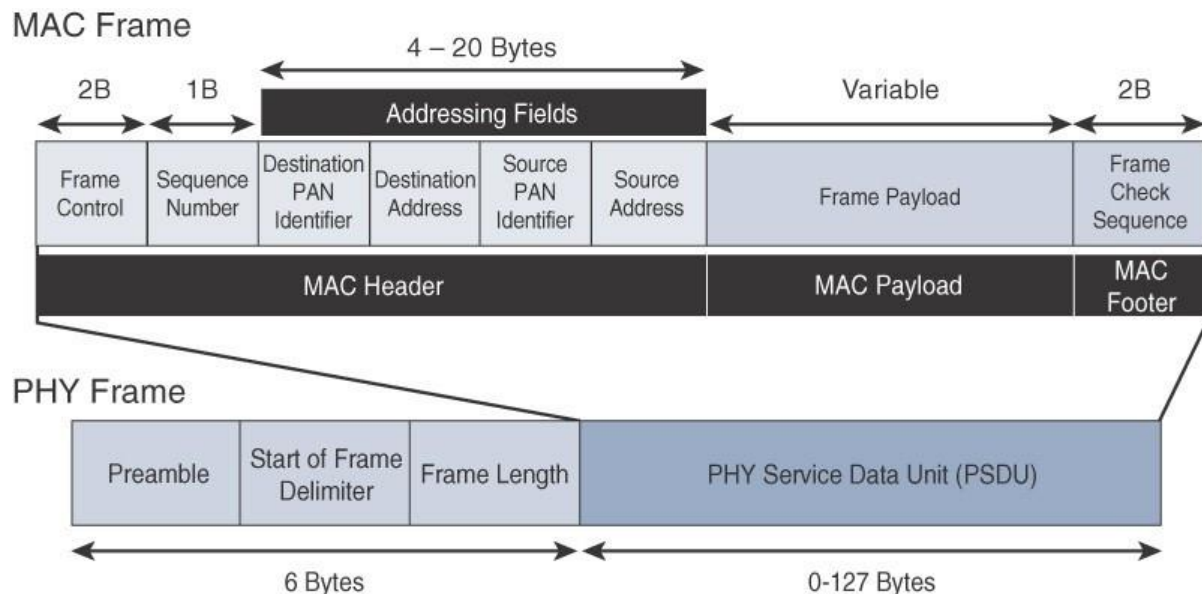 MAC Frame
4 – 20 Bytes
2B
1B
Addressing Fields
Variable
2B
Frame
Control
Sequence
Number
Destination
PAN
Identifier
Destination
Address
Source
PAN
Identifier
Source
Address
Frame Payload
Frame
Check
Sequence
MAC Header
MAC Payload
MAC
Footer
PHY Frame
Preamble
Start of Frame
Delimiter
Frame Length
PHY Service Data Unit (PSDU)
6 Bytes
0-127 Bytes